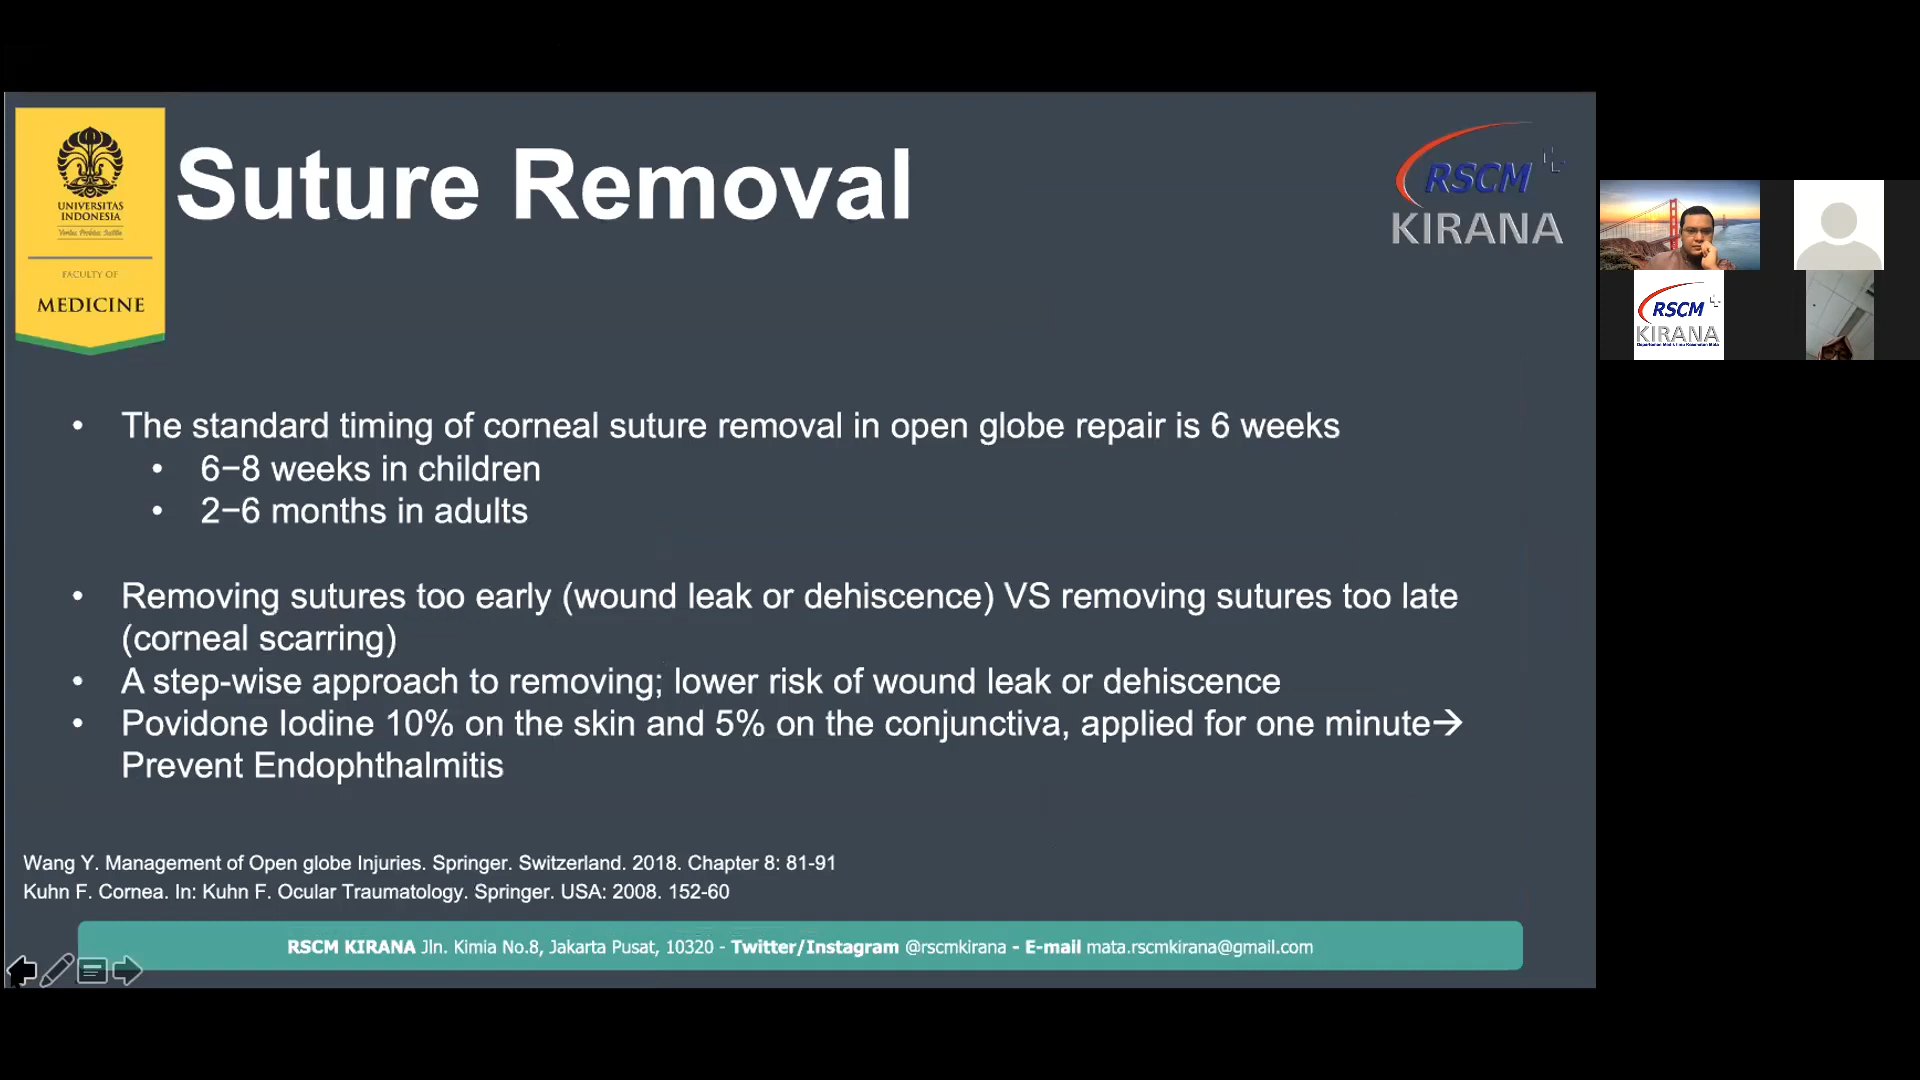 UNIVERSITAS
INDONESIA
FACULTY OF
MEDICINE
Suture Removal
RSCM
KIRANA
• The standard timing of corneal suture removal in open globe repair is 6 weeks
• 6–8 weeks in children
• 2–6 months in adults
• Removing sutures too early (wound leak or dehiscence) VS removing sutures too late
(corneal scarring)
• A step-wise approach to removing; lower risk of wound leak or dehiscence
• Povidone Iodine 10% on the skin and 5% on the conjunctiva, applied for one minute→
Prevent Endophthalmitis
Wang Y. Management of Open globe Injuries. Springer. Switzerland. 2018. Chapter 8: 81-91
Kuhn F. Cornea. In: Kuhn F. Ocular Traumatology. Springer. USA: 2008. 152-60
RSCM KIRANA Jln. Kimia No.8, Jakarta Pusat, 10320 - Twitter/Instagram @rscmkirana - E-mail mata.rscmkirana@gmail.com
RSCM
KIRANA